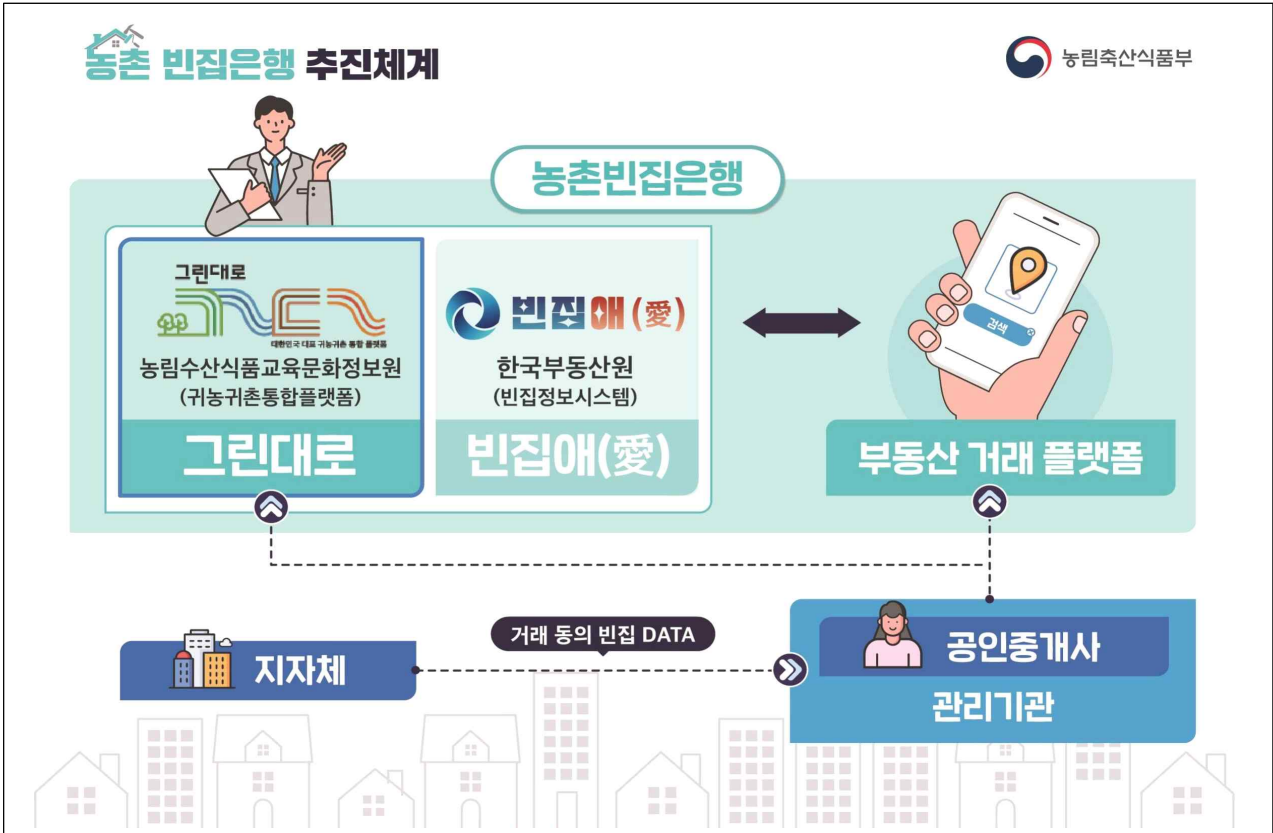 농촌 빈집은행 추진체계
농림축산식품부
농촌빈집은행
그린대로
대한민국 대표 귀농귀촌 통합 플랫폼
농림수산식품교육문화정보원
(귀농귀촌통합플랫폼)
그린대로
빈집애(愛)
한국부동산원
(빈집정보시스템)
빈집애(愛)
검색
부동산 거래 플랫폼
지자체
거래 동의 빈집 DATA
공인중개사
관리기관